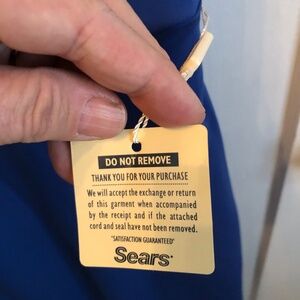 DO NOT REMOVE
THANK YOU FOR YOUR PURCHASE
We will accept the exchange or return
of this garment when accompanied
by the receipt and if the attached
cord and seal have not been removed.
"SATISFACTION GUARANTEED"
Sears